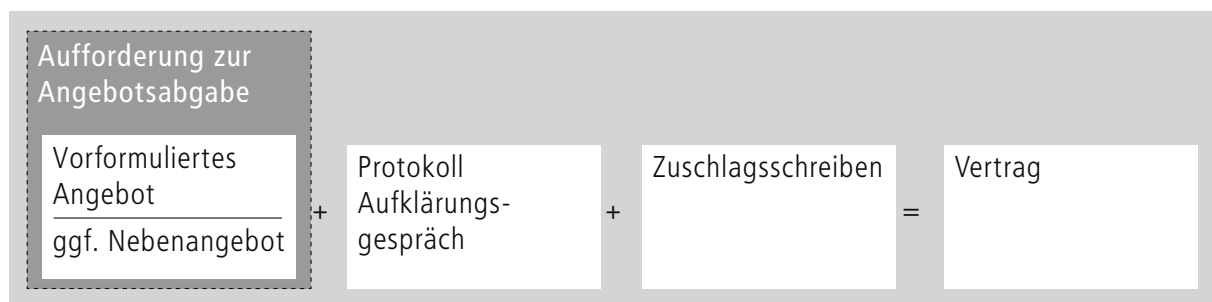 Aufforderung zur
Angebotsabgabe
Vorformuliertes
Angebot
ggf. Nebenangebot
+
Protokoll
Aufklärungs-
gespräch
+
Zuschlagsschreiben
=
Vertrag